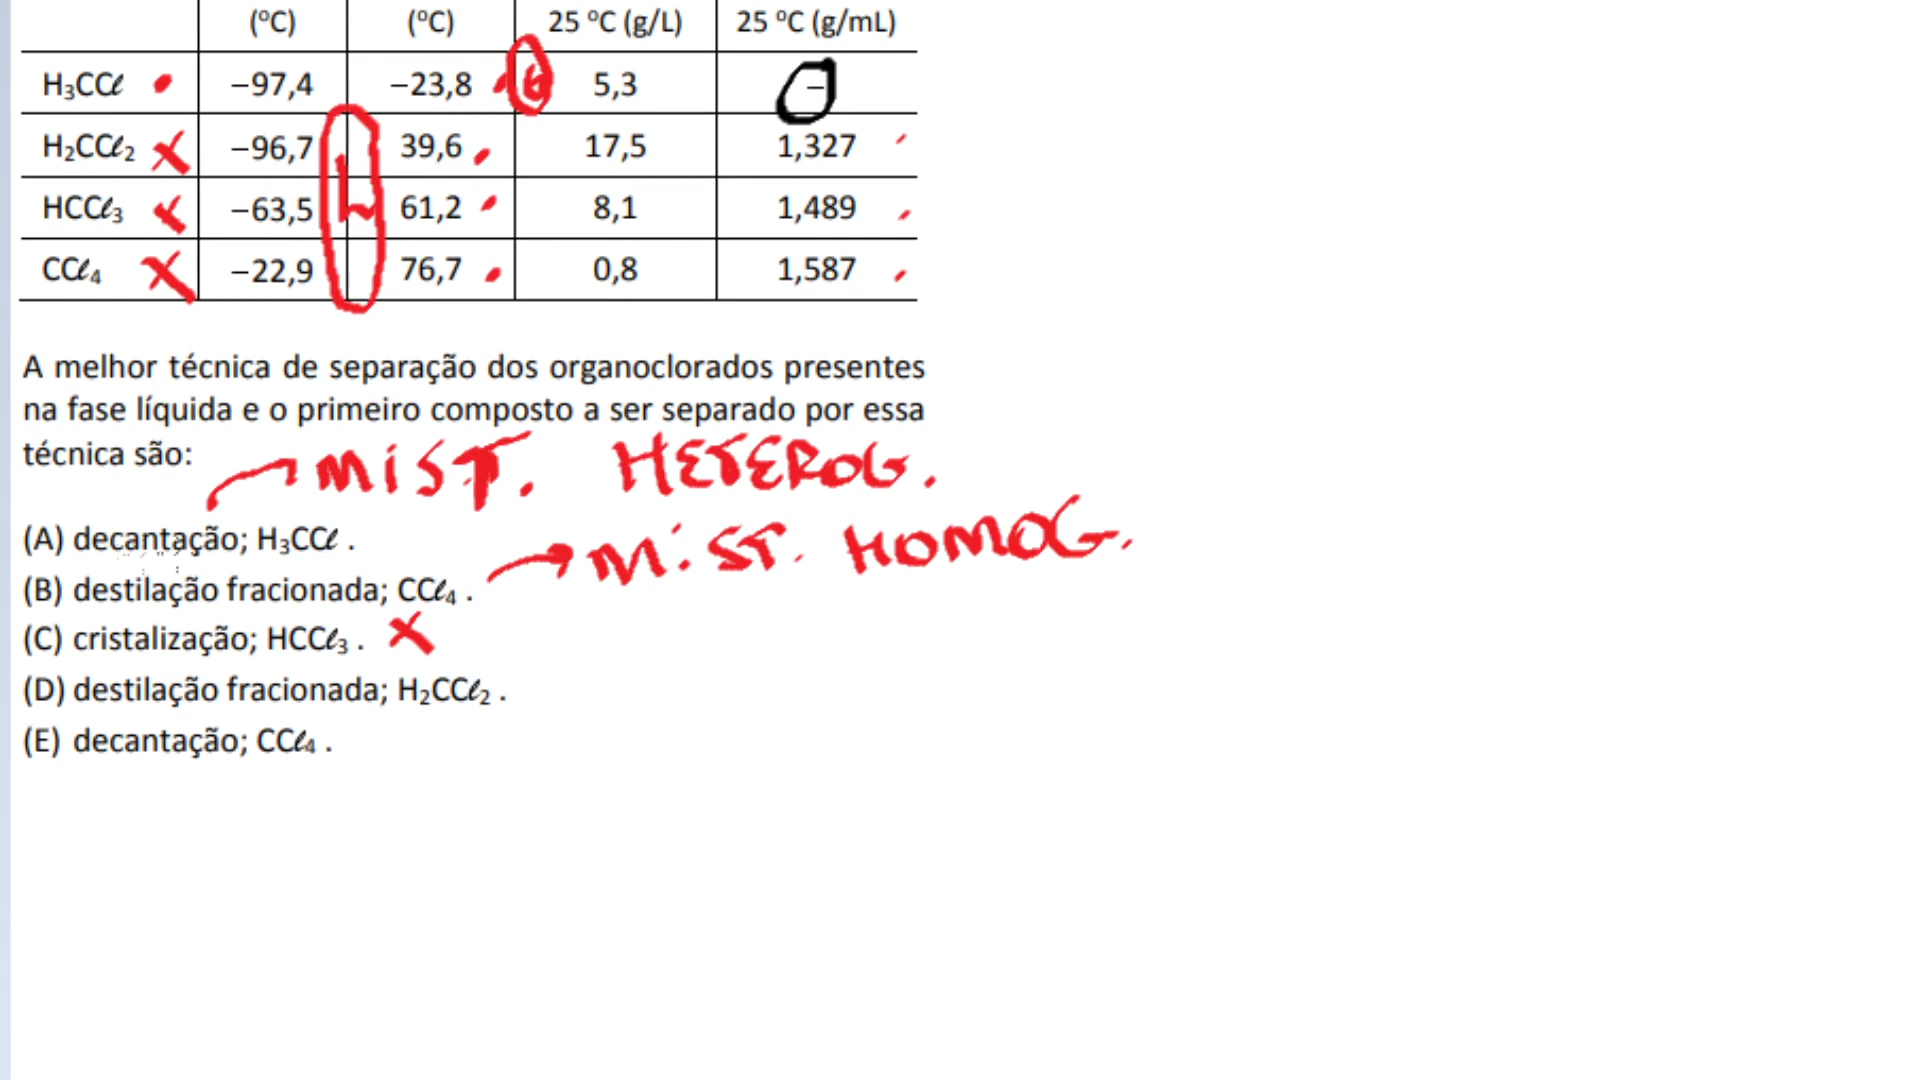 (°C) (°C) 25 °C (g/L) 25 °C (g/mL)
H₃CCℓ −97,4 −23,8 G 5,3 –
H₂CCℓ₂ −96,7 39,6 17,5 1,327
HCCℓ₃ −63,5 L 61,2 8,1 1,489
CCℓ₄ −22,9 76,7 0,8 1,587
A melhor técnica de separação dos organoclorados presentes
na fase líquida e o primeiro composto a ser separado por essa
técnica são:
MIST. HETEROG.
(A) decantação; H₃CCℓ .
MIST. HOMOG.
(B) destilação fracionada; CCℓ₄ .
(C) cristalização; HCCℓ₃ .
(D) destilação fracionada; H₂CCℓ₂ .
(E) decantação; CCℓ₄ .